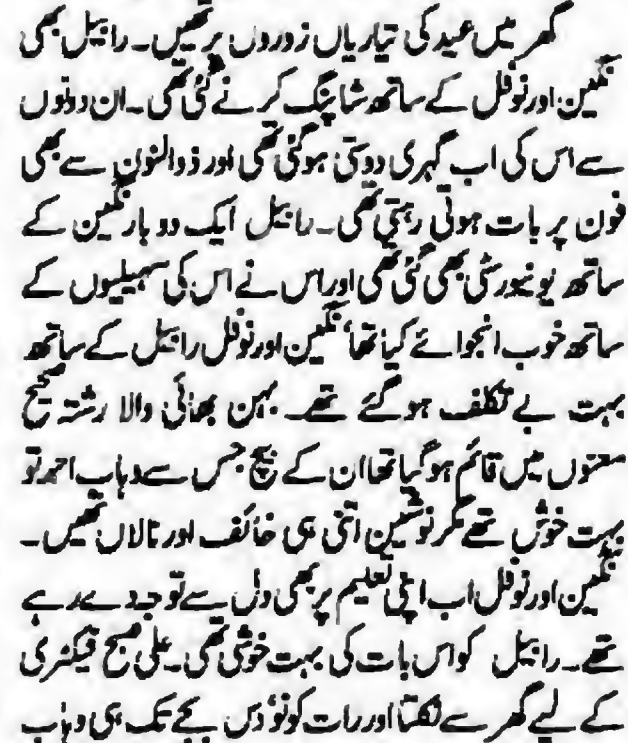 گھر میں عید کی تیاریاں زوروں پر تھیں۔ رابیل بھی
نگین اور نوفل کے ساتھ شاپنگ کرنے گئی تھی۔ ان دونوں
سے اس کی اب گہری دوستی ہوگئی تھی اور ذوالنون سے بھی
فون پر بات ہوتی رہتی تھی۔ رابیل ایک دو بار نگین کے
ساتھ یونیورسٹی بھی گئی تھی اور اس نے اس کی سہیلیوں کے
ساتھ خوب انجوائے کیا تھا‘ نگین اور نوفل رابیل کے ساتھ
بہت بے تکلف ہوگئے تھے۔ بہن بھائی والا رشتہ صحیح
معنوں میں قائم ہوگیا تھا ان کے بیچ جس سے وہاب احمد تو
بہت خوش تھے مگر نوشین اتنی ہی خائف اور نالاں تھیں۔
نگین اور نوفل اب اپنی تعلیم پر بھی دل سے توجہ دے رہے
تھے۔ رابیل کو اس بات کی بہت خوشی تھی۔ علی صبح فیکٹری
کے لیے گھر سے نکلتا اور رات کو نو‘ دس بجے تک ہی وہاب